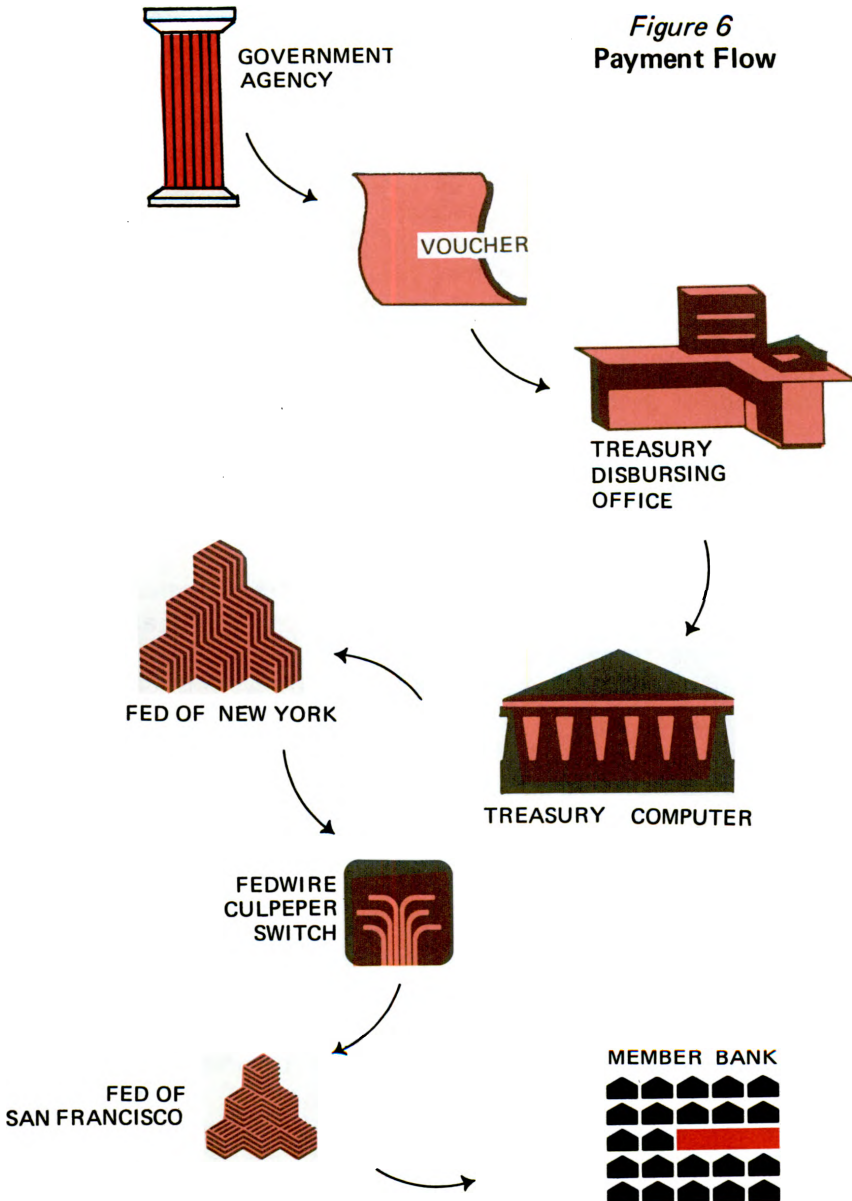 Figure 6
Payment Flow
GOVERNMENT
AGENCY
VOUCHER
TREASURY
DISBURSING
OFFICE
FED OF NEW YORK
TREASURY COMPUTER
FEDWIRE
CULPEPER
SWITCH
FED OF
SAN FRANCISCO
MEMBER BANK